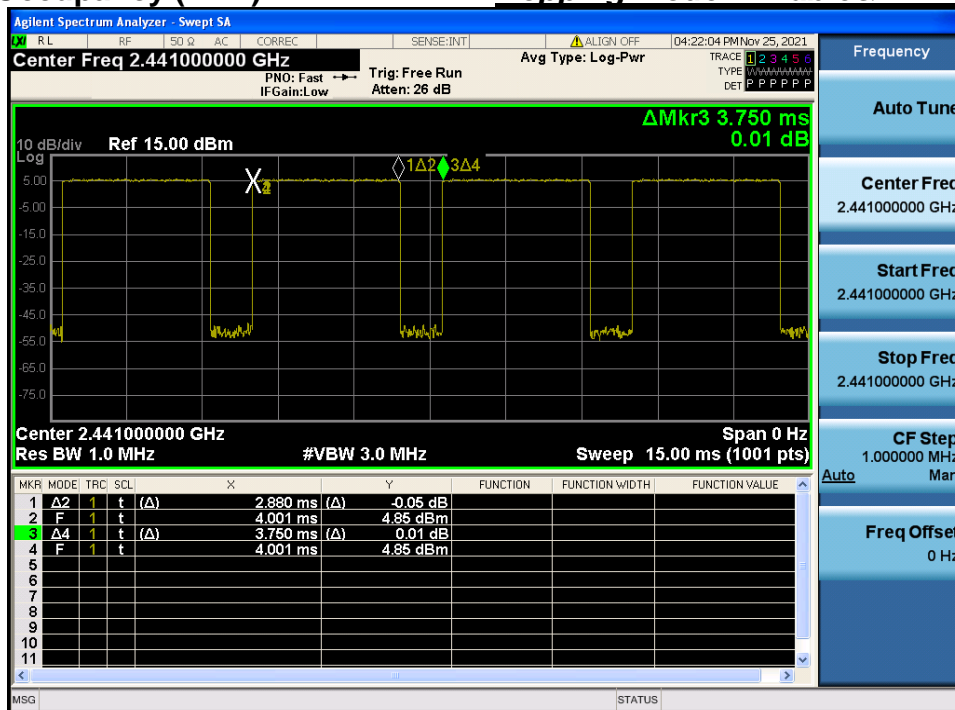 Agilent Spectrum Analyzer - Swept SA
LXI RL RF 50 Ω AC CORREC SENSE:INT ALIGN OFF 04:22:04 PM Nov 25, 2021
Center Freq 2.441000000 GHz Avg Type: Log-Pwr TRACE 1 2 3 4 5 6
PNO: Fast Trig: Free Run TYPE
IFGain:Low Atten: 26 dB DET P P P P P P
Frequency
ΔMkr3 3.750 ms
0.01 dB
10 dB/div Ref 15.00 dBm
Log
1Δ2 3Δ4
5.00
-5.00
-15.0
-25.0
-35.0
-45.0
-55.0
-65.0
-75.0
Center 2.441000000 GHz Span 0 Hz
Res BW 1.0 MHz #VBW 3.0 MHz Sweep 15.00 ms (1001 pts)
MKR MODE TRC SCL X Y FUNCTION FUNCTION WIDTH FUNCTION VALUE
1 Δ2 1 t (Δ) 2.880 ms (Δ) -0.05 dB
2 F 1 t 4.001 ms 4.85 dBm
3 Δ4 1 t (Δ) 3.750 ms (Δ) 0.01 dB
4 F 1 t 4.001 ms 4.85 dBm
5
6
7
8
9
10
11
MSG STATUS
Auto Tune
Center Freq
2.441000000 GHz
Start Freq
2.441000000 GHz
Stop Freq
2.441000000 GHz
CF Step
1.000000 MHz
Auto Man
Freq Offset
0 Hz